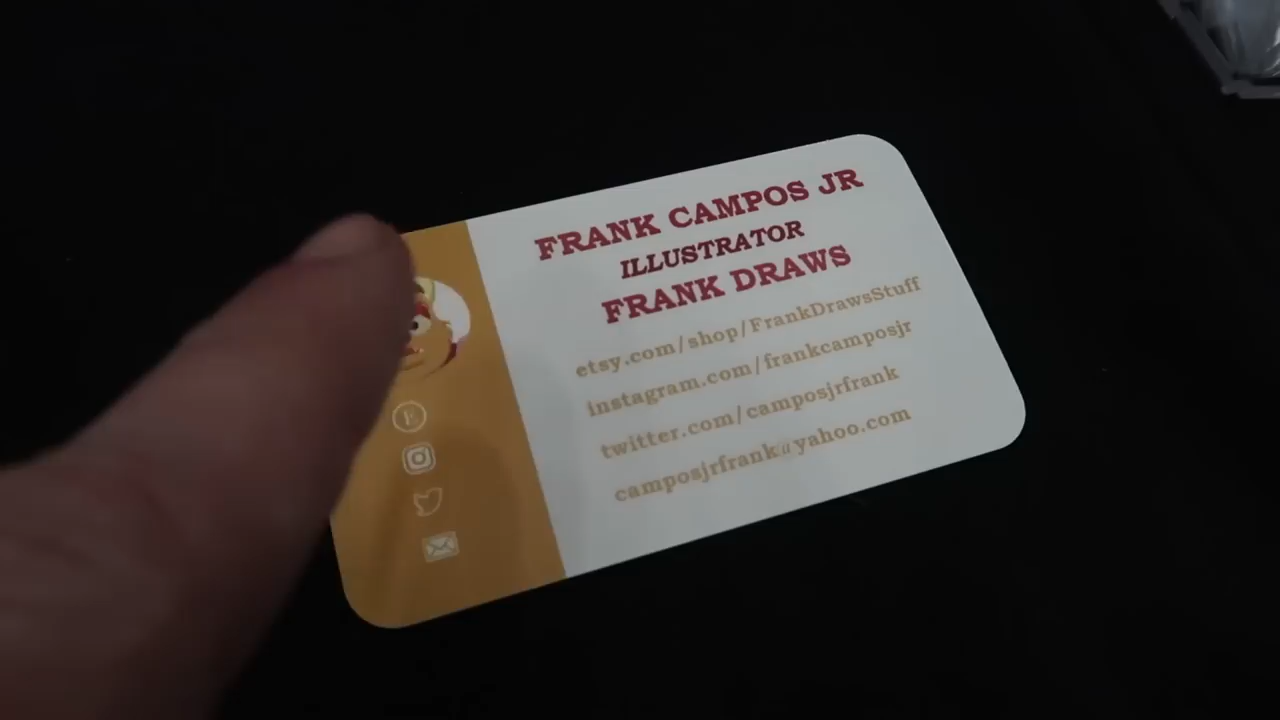 FRANK CAMPOS JR
ILLUSTRATOR
FRANK DRAWS
etsy.com/shop/FrankDrawsStuff
instagram.com/frankcamposjr
twitter.com/camposjrfrank
camposjrfrank@yahoo.com
E